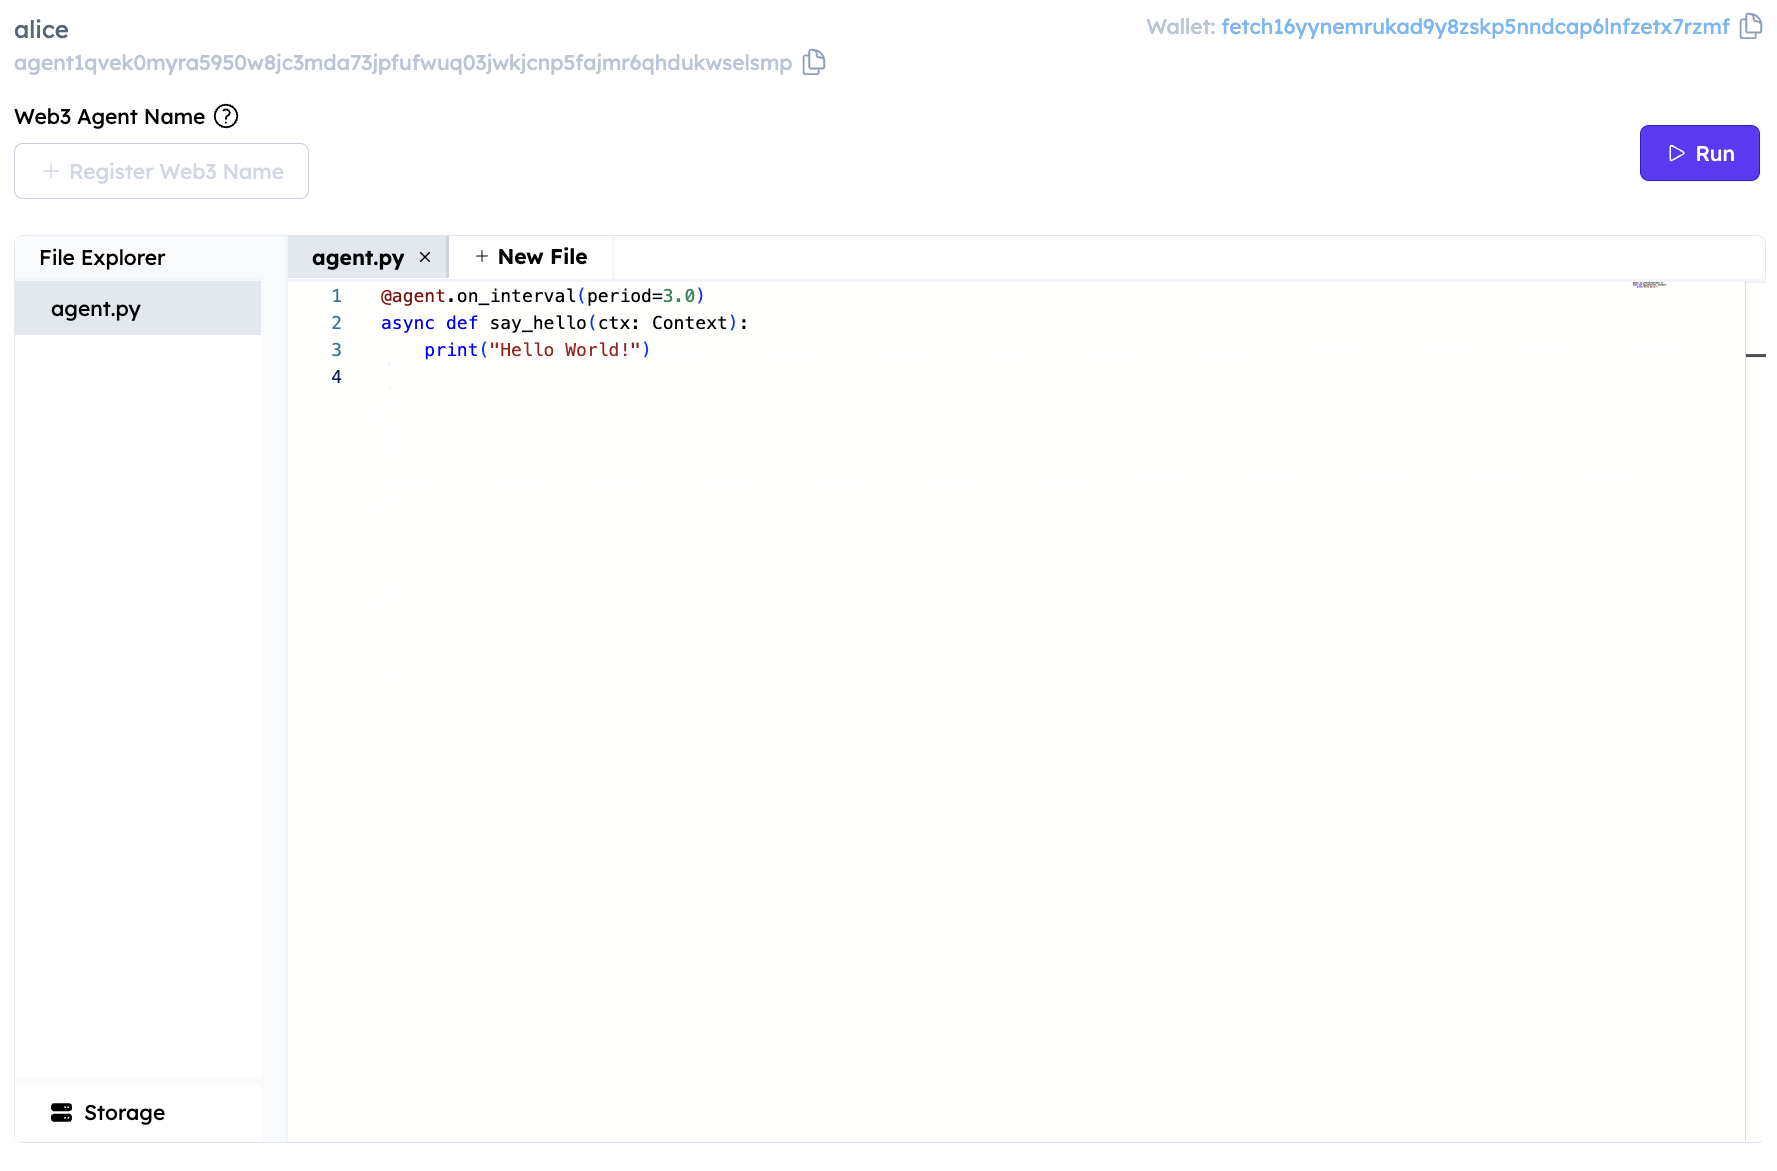 alice
Wallet: fetch16yynemrukad9y8zskp5nndcap6lnfzetx7rzmf
agent1qvek0myra5950w8jc3mda73jpfufwuq03jwkjcnp5fajmr6qhdukwselsmp
Web3 Agent Name ?
+ Register Web3 Name
Run
File Explorer
agent.py ×
+ New File
agent.py
1 @agent.on_interval(period=3.0)
2 async def say_hello(ctx: Context):
3     print("Hello World!")
4
Storage